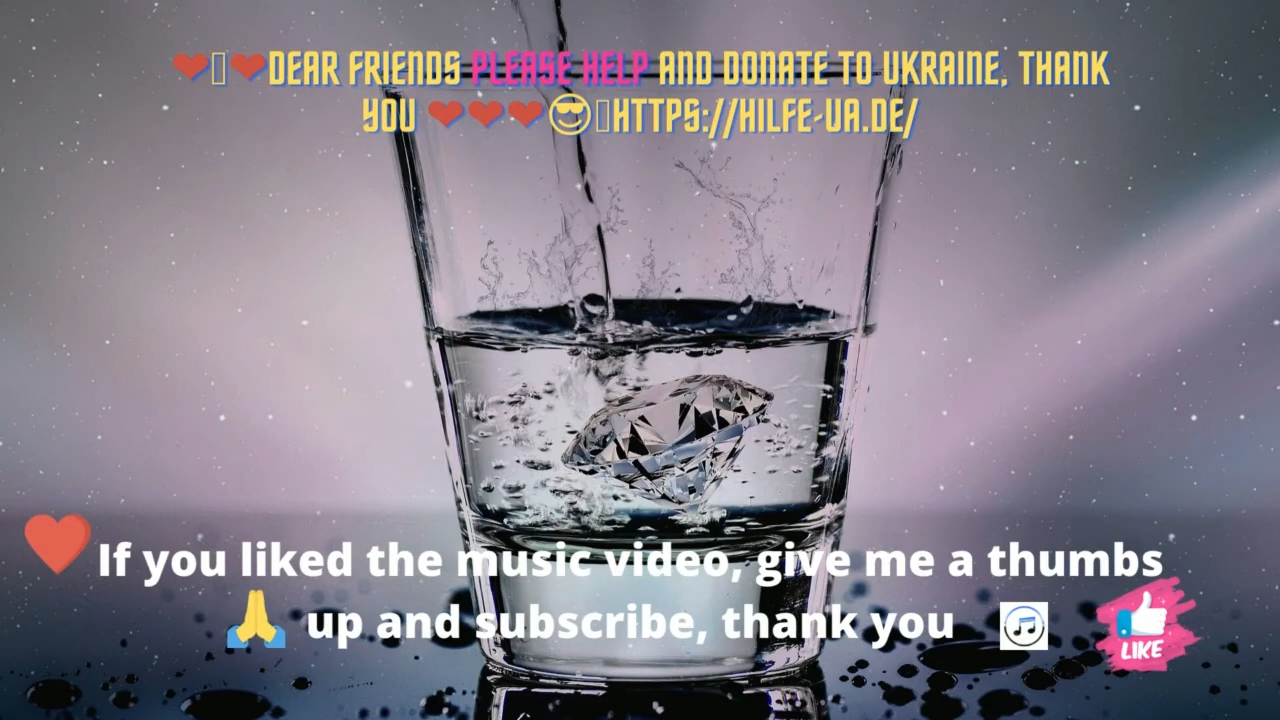 ❤▯❤DEAR FRIENDS PLEASE HELP AND DONATE TO UKRAINE, THANK
YOU ❤❤❤😎▯HTTPS://HILFE-UA.DE/
If you liked the music video, give me a thumbs
up and subscribe, thank you
LIKE